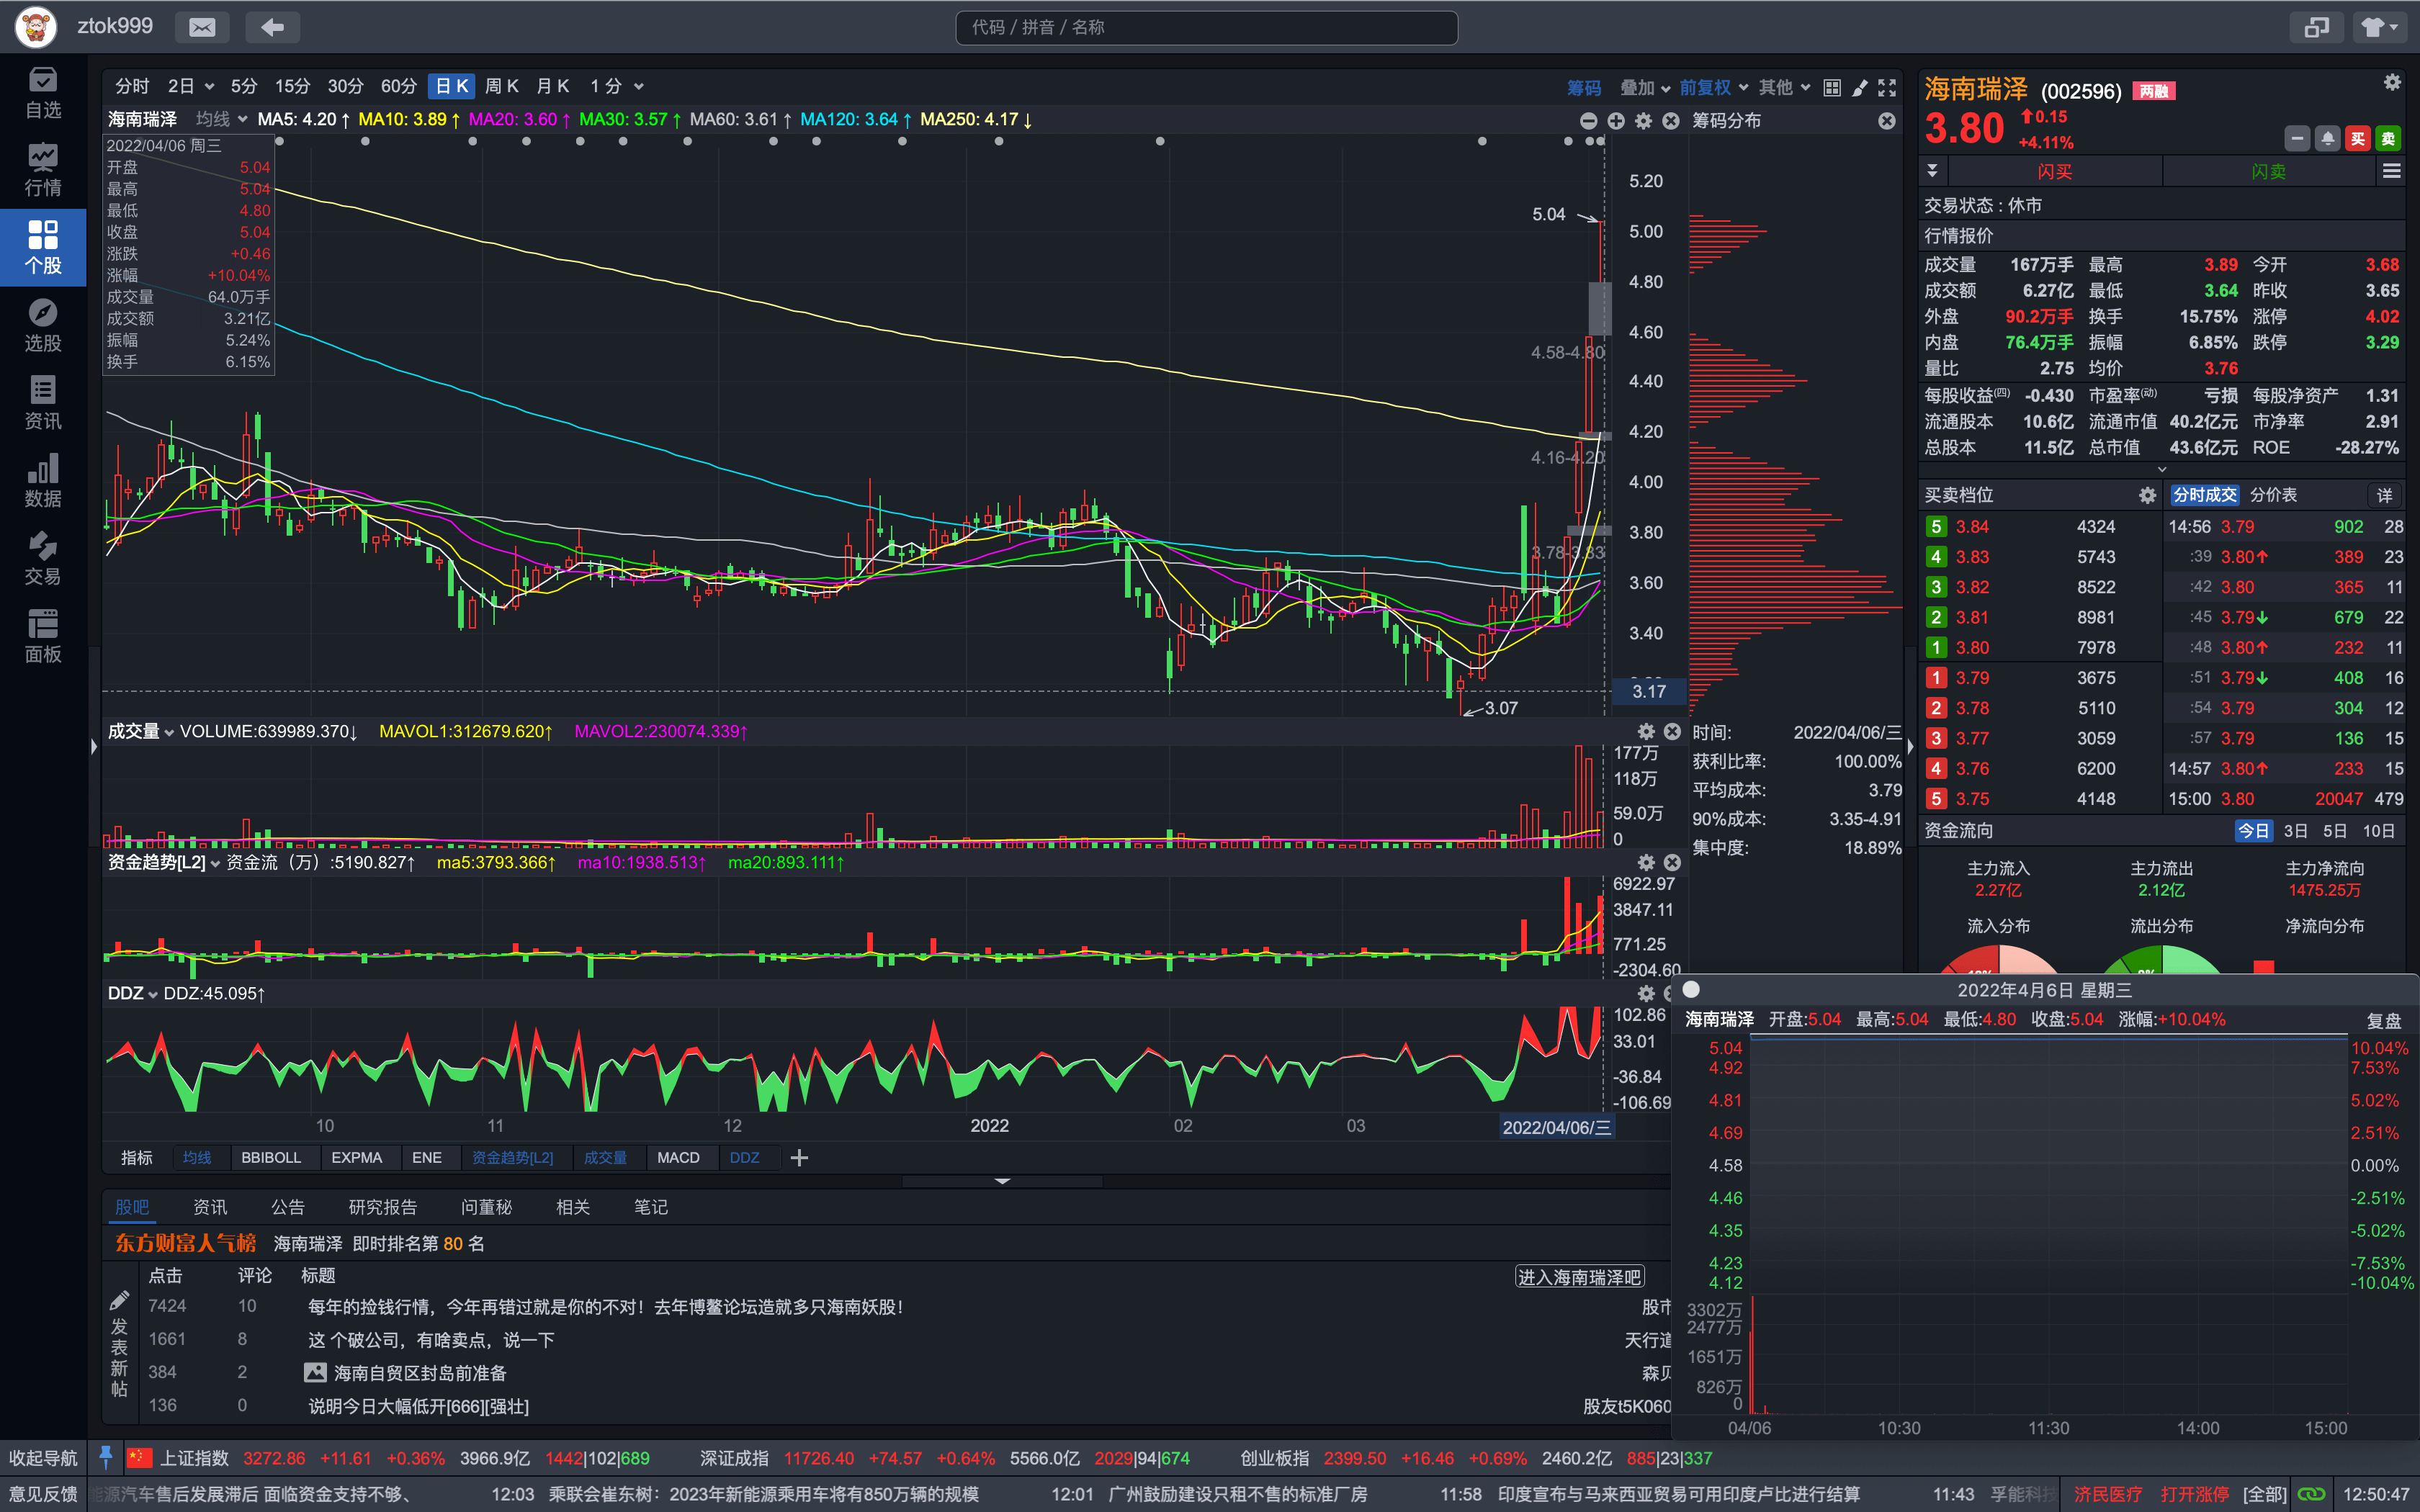 ztok999
代码 / 拼音 / 名称
自选
行情
个股
选股
资讯
数据
交易
面板
分时 2日 5分 15分 30分 60分 日K 周K 月K 1分
筹码 叠加 前复权 其他
海南瑞泽 均线 MA5: 4.20↑ MA10: 3.89↑ MA20: 3.60↑ MA30: 3.57↑ MA60: 3.61↑ MA120: 3.64↑ MA250: 4.17↓
筹码分布
2022/04/06 周三
开盘 5.04
最高 5.04
最低 4.80
收盘 5.04
涨跌 +0.46
涨幅 +10.04%
成交量 64.0万手
成交额 3.21亿
振幅 5.24%
换手 6.15%
5.20
5.00
4.80
4.60
4.40
4.20
4.00
3.80
3.60
3.40
3.17
5.04
4.58-4.80
4.16-4.20
3.78-3.83
3.07
成交量 VOLUME:639989.370↓ MAVOL1:312679.620↑ MAVOL2:230074.339↑
177万
118万
59.0万
0
资金趋势[L2] 资金流（万）:5190.827↑ ma5:3793.366↑ ma10:1938.513↑ ma20:893.111↑
6922.97
3847.11
771.25
-2304.60
DDZ DDZ:45.095↑
102.86
33.01
-36.84
-106.69
10 11 12 2022 02 03 2022/04/06/三
指标 均线 BBIBOLL EXPMA ENE 资金趋势[L2] 成交量 MACD DDZ
时间: 2022/04/06/三
获利比率: 100.00%
平均成本: 3.79
90%成本: 3.35-4.91
集中度: 18.89%
海南瑞泽 (002596) 两融
3.80 0.15
+4.11%
买 卖
闪买 闪卖
交易状态：休市
行情报价
成交量 167万手 最高 3.89 今开 3.68
成交额 6.27亿 最低 3.64 昨收 3.65
外盘 90.2万手 换手 15.75% 涨停 4.02
内盘 76.4万手 振幅 6.85% 跌停 3.29
量比 2.75 均价 3.76
每股收益(四) -0.430 市盈率(动) 亏损 每股净资产 1.31
流通股本 10.6亿 流通市值 40.2亿元 市净率 2.91
总股本 11.5亿 总市值 43.6亿元 ROE -28.27%
买卖档位 分时成交 分价表 详
5 3.84 4324 14:56 3.79 902 28
4 3.83 5743 :39 3.80↑ 389 23
3 3.82 8522 :42 3.80 365 11
2 3.81 8981 :45 3.79↓ 679 22
1 3.80 7978 :48 3.80↑ 232 11
1 3.79 3675 :51 3.79↓ 408 16
2 3.78 5110 :54 3.79 304 12
3 3.77 3059 :57 3.79 136 15
4 3.76 6200 14:57 3.80↑ 233 15
5 3.75 4148 15:00 3.80 20047 479
资金流向 今日 3日 5日 10日
主力流入 主力流出 主力净流向
2.27亿 2.12亿 1475.25万
流入分布 流出分布 净流向分布
2022年4月6日 星期三
海南瑞泽 开盘:5.04 最高:5.04 最低:4.80 收盘:5.04 涨幅:+10.04% 复盘
5.04 10.04%
4.92 7.53%
4.81 5.02%
4.69 2.51%
4.58 0.00%
4.46 -2.51%
4.35 -5.02%
4.23 -7.53%
4.12 -10.04%
3302万
2477万
1651万
826万
0
04/06 10:30 11:30 14:00 15:00
股吧 资讯 公告 研究报告 问董秘 相关 笔记
东方财富人气榜 海南瑞泽 即时排名第 80 名
点击 评论 标题 进入海南瑞泽吧
发表新帖
7424 10 每年的捡钱行情，今年再错过就是你的不对！去年博鳌论坛造就多只海南妖股！ 股市
1661 8 这 个破公司，有啥卖点，说一下 天行道
384 2 海南自贸区封岛前准备 森贝
136 0 说明今日大幅低开[666][强壮] 股友t5K060
收起导航 上证指数 3272.86 +11.61 +0.36% 3966.9亿 1442|102|689 深证成指 11726.40 +74.57 +0.64% 5566.0亿 2029|94|674 创业板指 2399.50 +16.46 +0.69% 2460.2亿 885|23|337
意见反馈 能源汽车售后发展滞后 面临资金支持不够、 12:03 乘联会崔东树：2023年新能源乘用车将有850万辆的规模 12:01 广州鼓励建设只租不售的标准厂房 11:58 印度宣布与马来西亚贸易可用印度卢比进行结算 11:43 孚能科技 济民医疗 打开涨停 [全部] 12:50:47